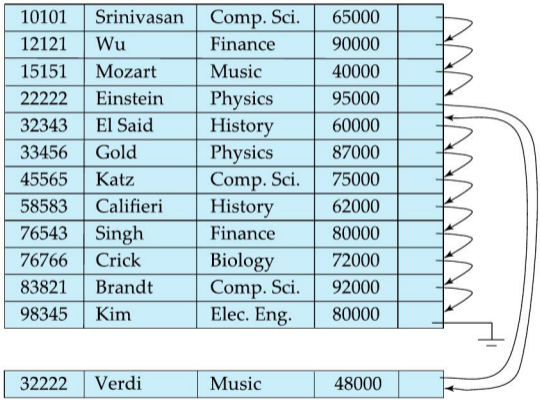 10101 Srinivasan Comp. Sci. 65000
12121 Wu Finance 90000
15151 Mozart Music 40000
22222 Einstein Physics 95000
32343 El Said History 60000
33456 Gold Physics 87000
45565 Katz Comp. Sci. 75000
58583 Califieri History 62000
76543 Singh Finance 80000
76766 Crick Biology 72000
83821 Brandt Comp. Sci. 92000
98345 Kim Elec. Eng. 80000
32222 Verdi Music 48000